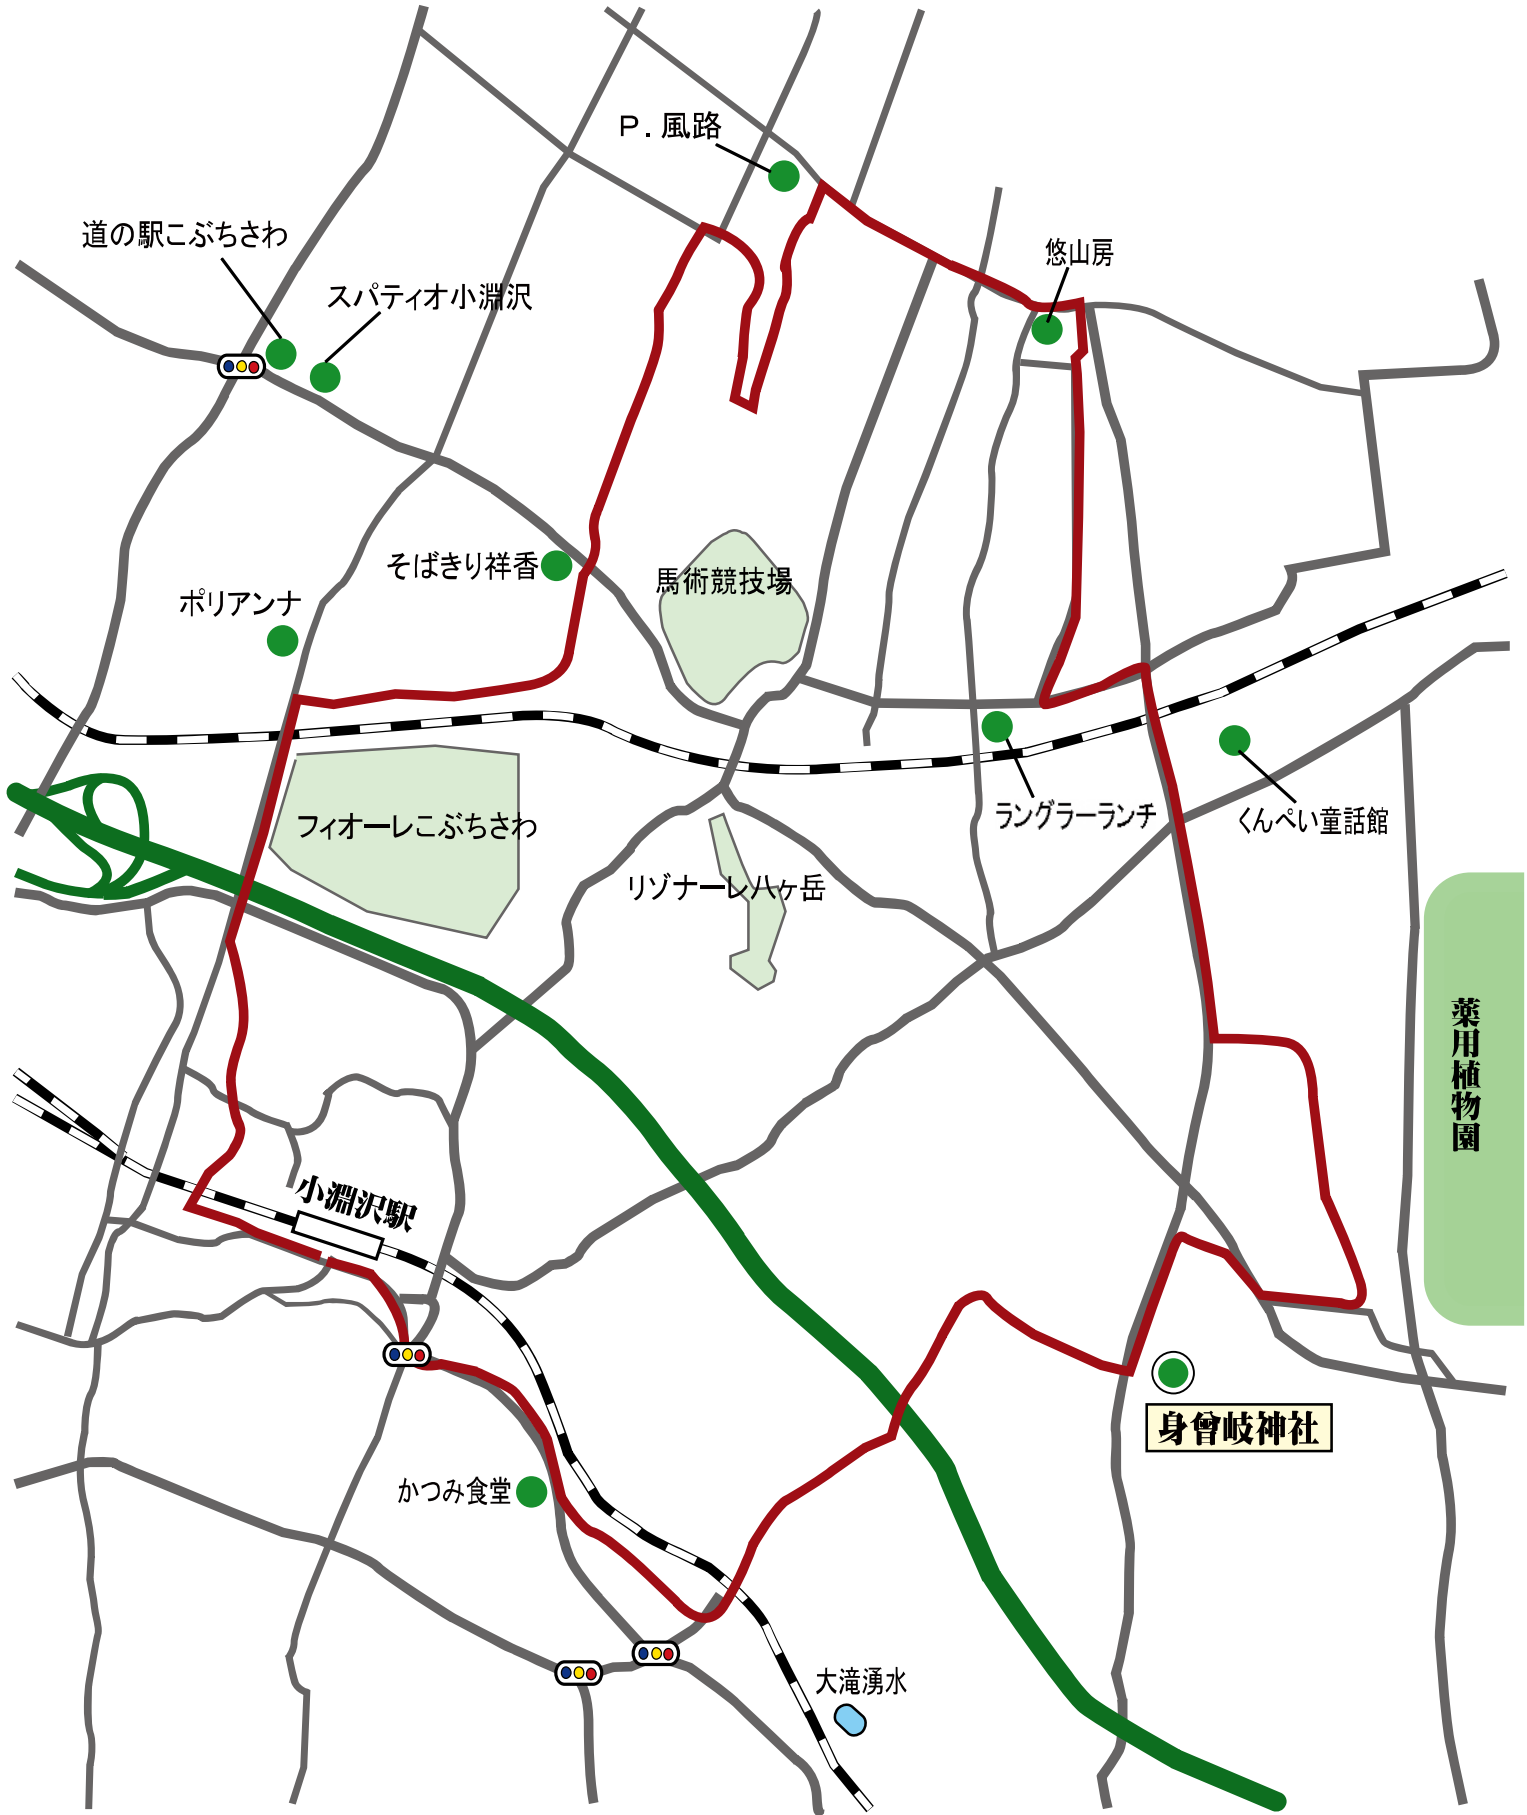 P．風路
道の駅こぶちさわ
悠山房
スパティオ小淵沢
そばきり祥香
馬術競技場
ポリアンナ
ラングラーランチ
くんぺい童話館
フィオーレこぶちさわ
リゾナーレ八ヶ岳
薬用植物園
小淵沢駅
身曾岐神社
かつみ食堂
大滝湧水